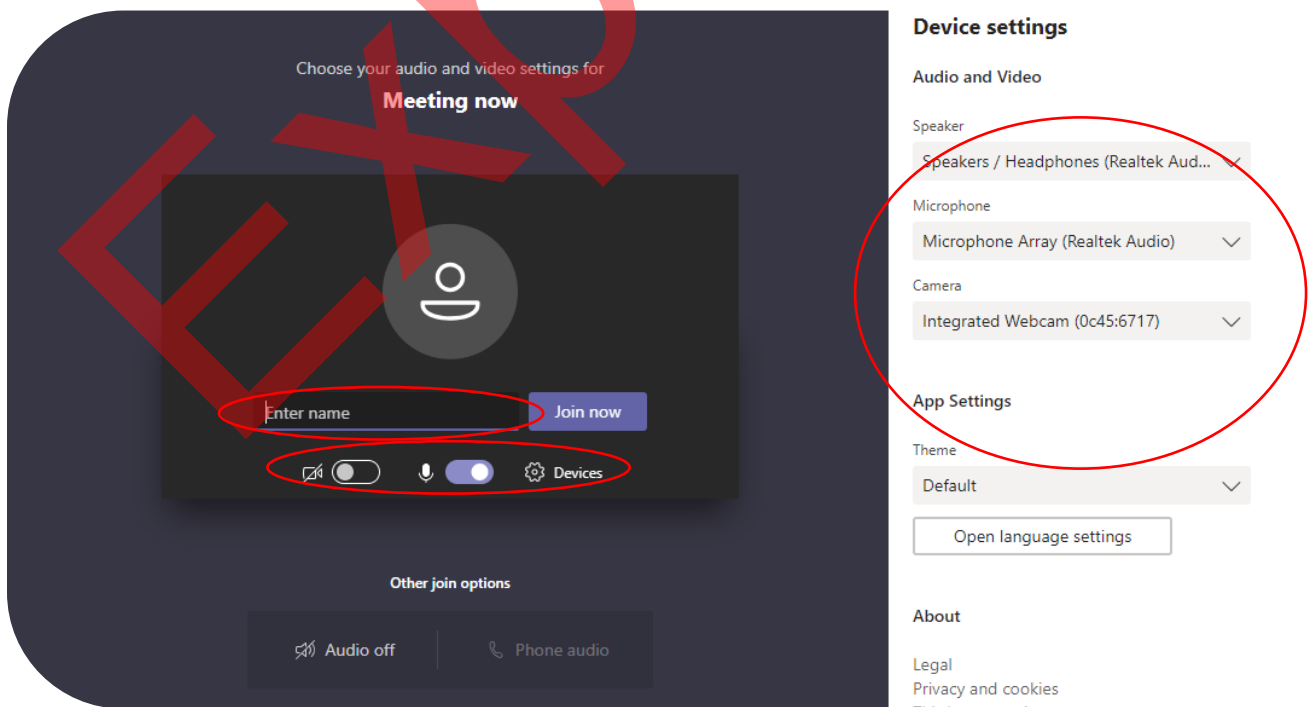 Choose your audio and video settings for
Meeting now
Enter name
Join now
Devices
Other join options
Audio off
Phone audio
Device settings
Audio and Video
Speaker
Speakers / Headphones (Realtek Aud...
Microphone
Microphone Array (Realtek Audio)
Camera
Integrated Webcam (0c45:6717)
App Settings
Theme
Default
Open language settings
About
Legal
Privacy and cookies